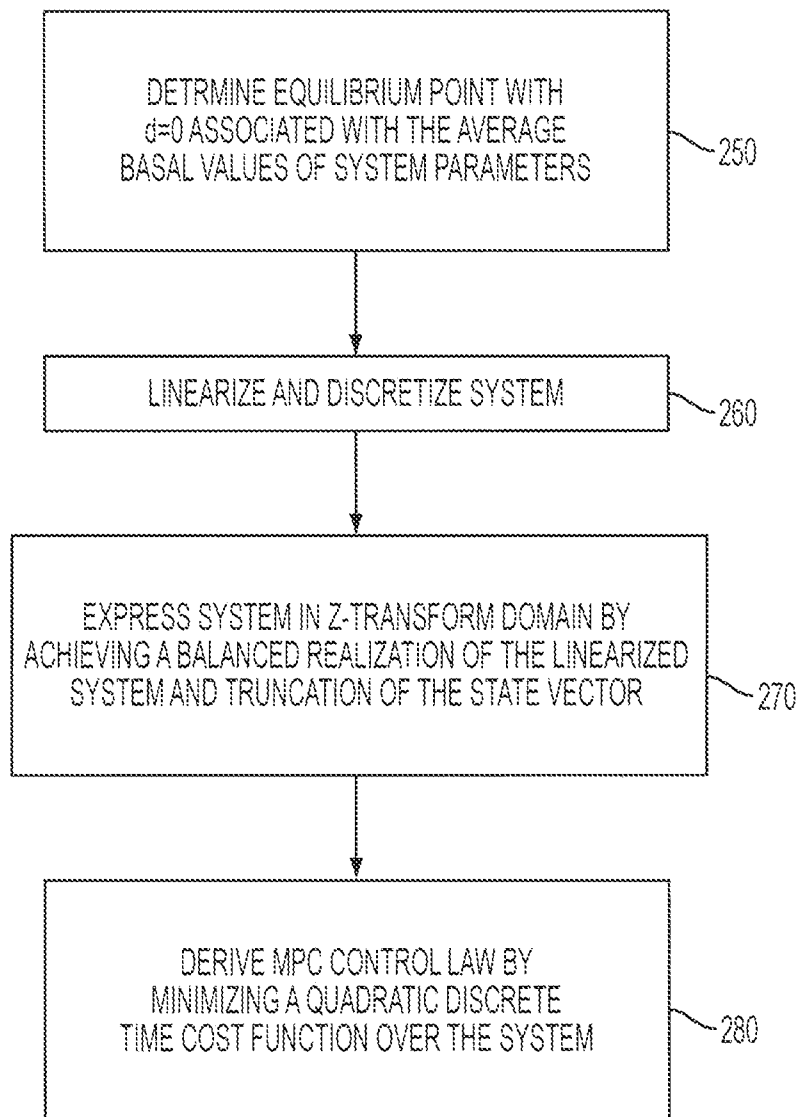 DETRMINE EQUILIBRIUM POINT WITH
d=0 ASSOCIATED WITH THE AVERAGE
BASAL VALUES OF SYSTEM PARAMETERS
250
LINEARIZE AND DISCRETIZE SYSTEM
260
EXPRESS SYSTEM IN Z-TRANSFORM DOMAIN BY
ACHIEVING A BALANCED REALIZATION OF THE LINEARIZED
SYSTEM AND TRUNCATION OF THE STATE VECTOR
270
DERIVE MPC CONTROL LAW BY
MINIMIZING A QUADRATIC DISCRETE
TIME COST FUNCTION OVER THE SYSTEM
280